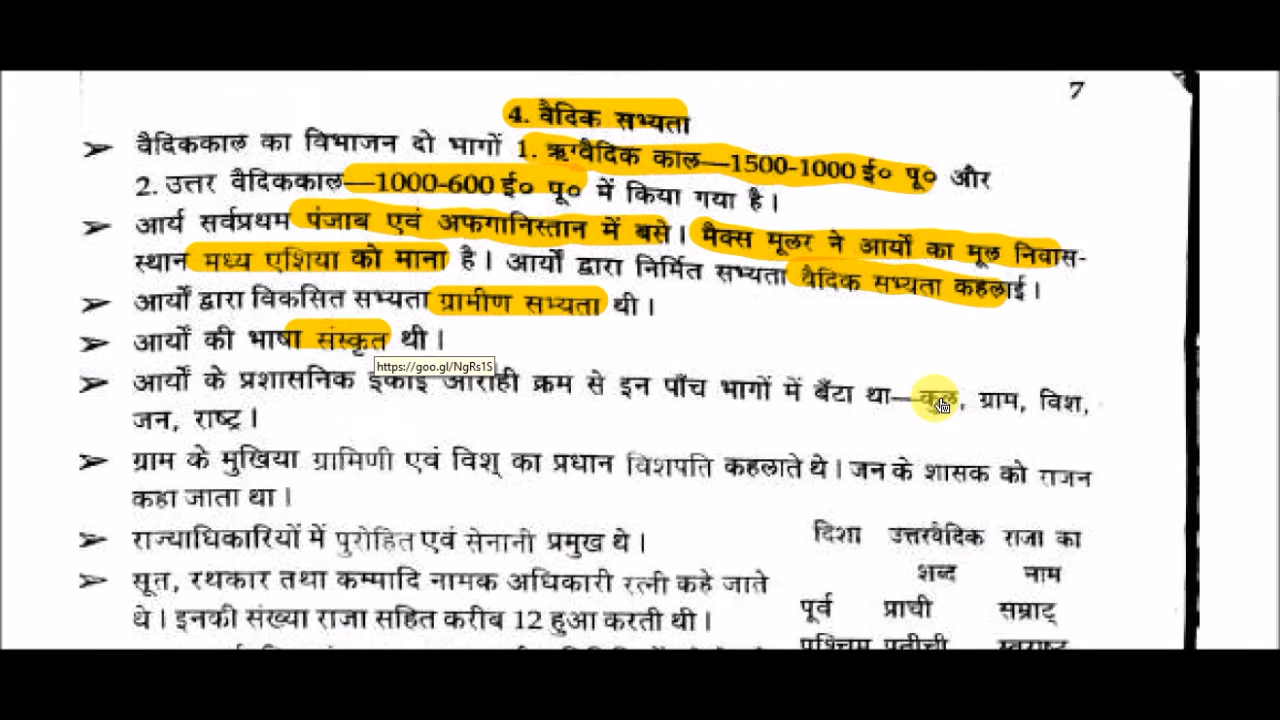 7
4. वैदिक सभ्यता
➤ वैदिककाल का विभाजन दो भागों 1. ऋग्वैदिक काल—1500-1000 ई० पू० और
2. उत्तर वैदिककाल—1000-600 ई० पू० में किया गया है।
➤ आर्य सर्वप्रथम पंजाब एवं अफगानिस्तान में बसे। मैक्स मूलर ने आर्यों का मूल निवास-
स्थान मध्य एशिया को माना है। आर्यों द्वारा निर्मित सभ्यता वैदिक सभ्यता कहलाई।
➤ आर्यों द्वारा विकसित सभ्यता ग्रामीण सभ्यता थी।
➤ आर्यों की भाषा संस्कृत थी।
https://goo.gl/NgRs1S
➤ आर्यों के प्रशासनिक इकाई आरोही क्रम से इन पाँच भागों में बँटा था—कुल, ग्राम, विश,
जन, राष्ट्र।
➤ ग्राम के मुखिया ग्रामिणी एवं विश् का प्रधान विशपति कहलाते थे। जन के शासक को राजन
कहा जाता था।
➤ राज्याधिकारियों में पुरोहित एवं सेनानी प्रमुख थे।
➤ सूत, रथकार तथा कम्मादि नामक अधिकारी रत्नी कहे जाते
थे। इनकी संख्या राजा सहित करीब 12 हुआ करती थी।
दिशा उत्तरवैदिक राजा का
शब्द नाम
पूर्व प्राची सम्राट्
पश्चिम प्रतीची स्वराष्ट्